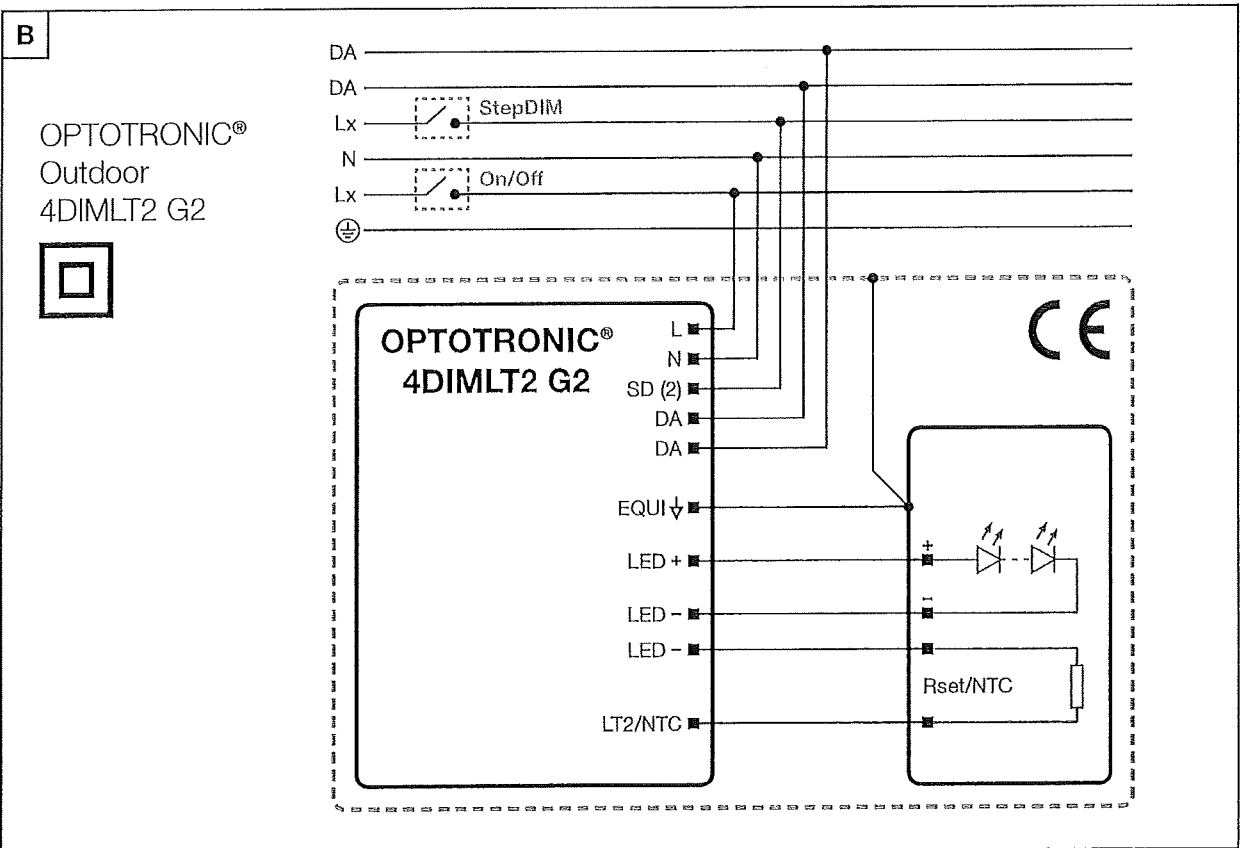 B
OPTOTRONIC®
Outdoor
4DIMLT2 G2
DA
DA
Lx
StepDIM
N
Lx
On/Off
OPTOTRONIC®
4DIMLT2 G2
L
N
SD (2)
DA
DA
EQUI
LED +
LED -
LED -
LT2/NTC
CE
+
-
Rset/NTC